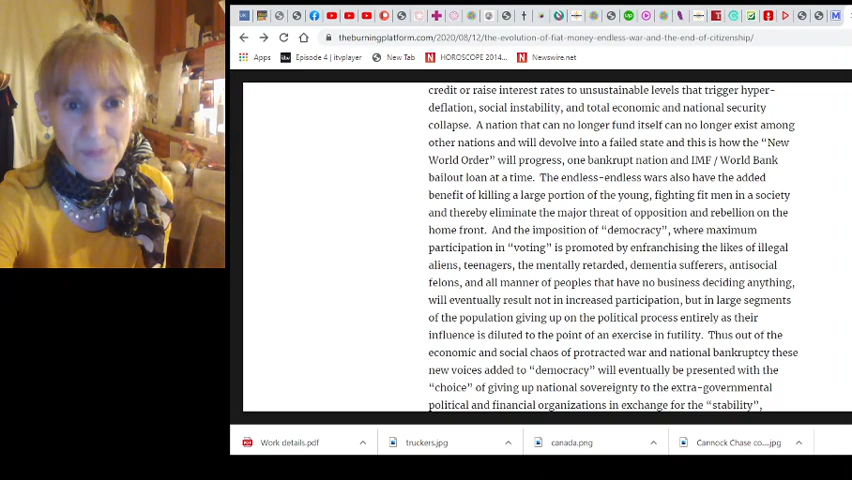 theburningplatform.com/2020/08/12/the-evolution-of-fiat-money-endless-war-and-the-end-of-citizenship/
Apps itv Episode 4 | itvplayer New Tab N HOROSCOPE 2014... N Newswire.net
credit or raise interest rates to unsustainable levels that trigger hyper-
deflation, social instability, and total economic and national security
collapse. A nation that can no longer fund itself can no longer exist among
other nations and will devolve into a failed state and this is how the “New
World Order” will progress, one bankrupt nation and IMF / World Bank
bailout loan at a time. The endless-endless wars also have the added
benefit of killing a large portion of the young, fighting fit men in a society
and thereby eliminate the major threat of opposition and rebellion on the
home front. And the imposition of “democracy”, where maximum
participation in “voting” is promoted by enfranchising the likes of illegal
aliens, teenagers, the mentally retarded, dementia sufferers, antisocial
felons, and all manner of peoples that have no business deciding anything,
will eventually result not in increased participation, but in large segments
of the population giving up on the political process entirely as their
influence is diluted to the point of an exercise in futility. Thus out of the
economic and social chaos of protracted war and national bankruptcy these
new voices added to “democracy” will eventually be presented with the
“choice” of giving up national sovereignty to the extra-governmental
political and financial organizations in exchange for the “stability”,
PDF Work details.pdf truckers.jpg canada.png Cannock Chase co....jpg